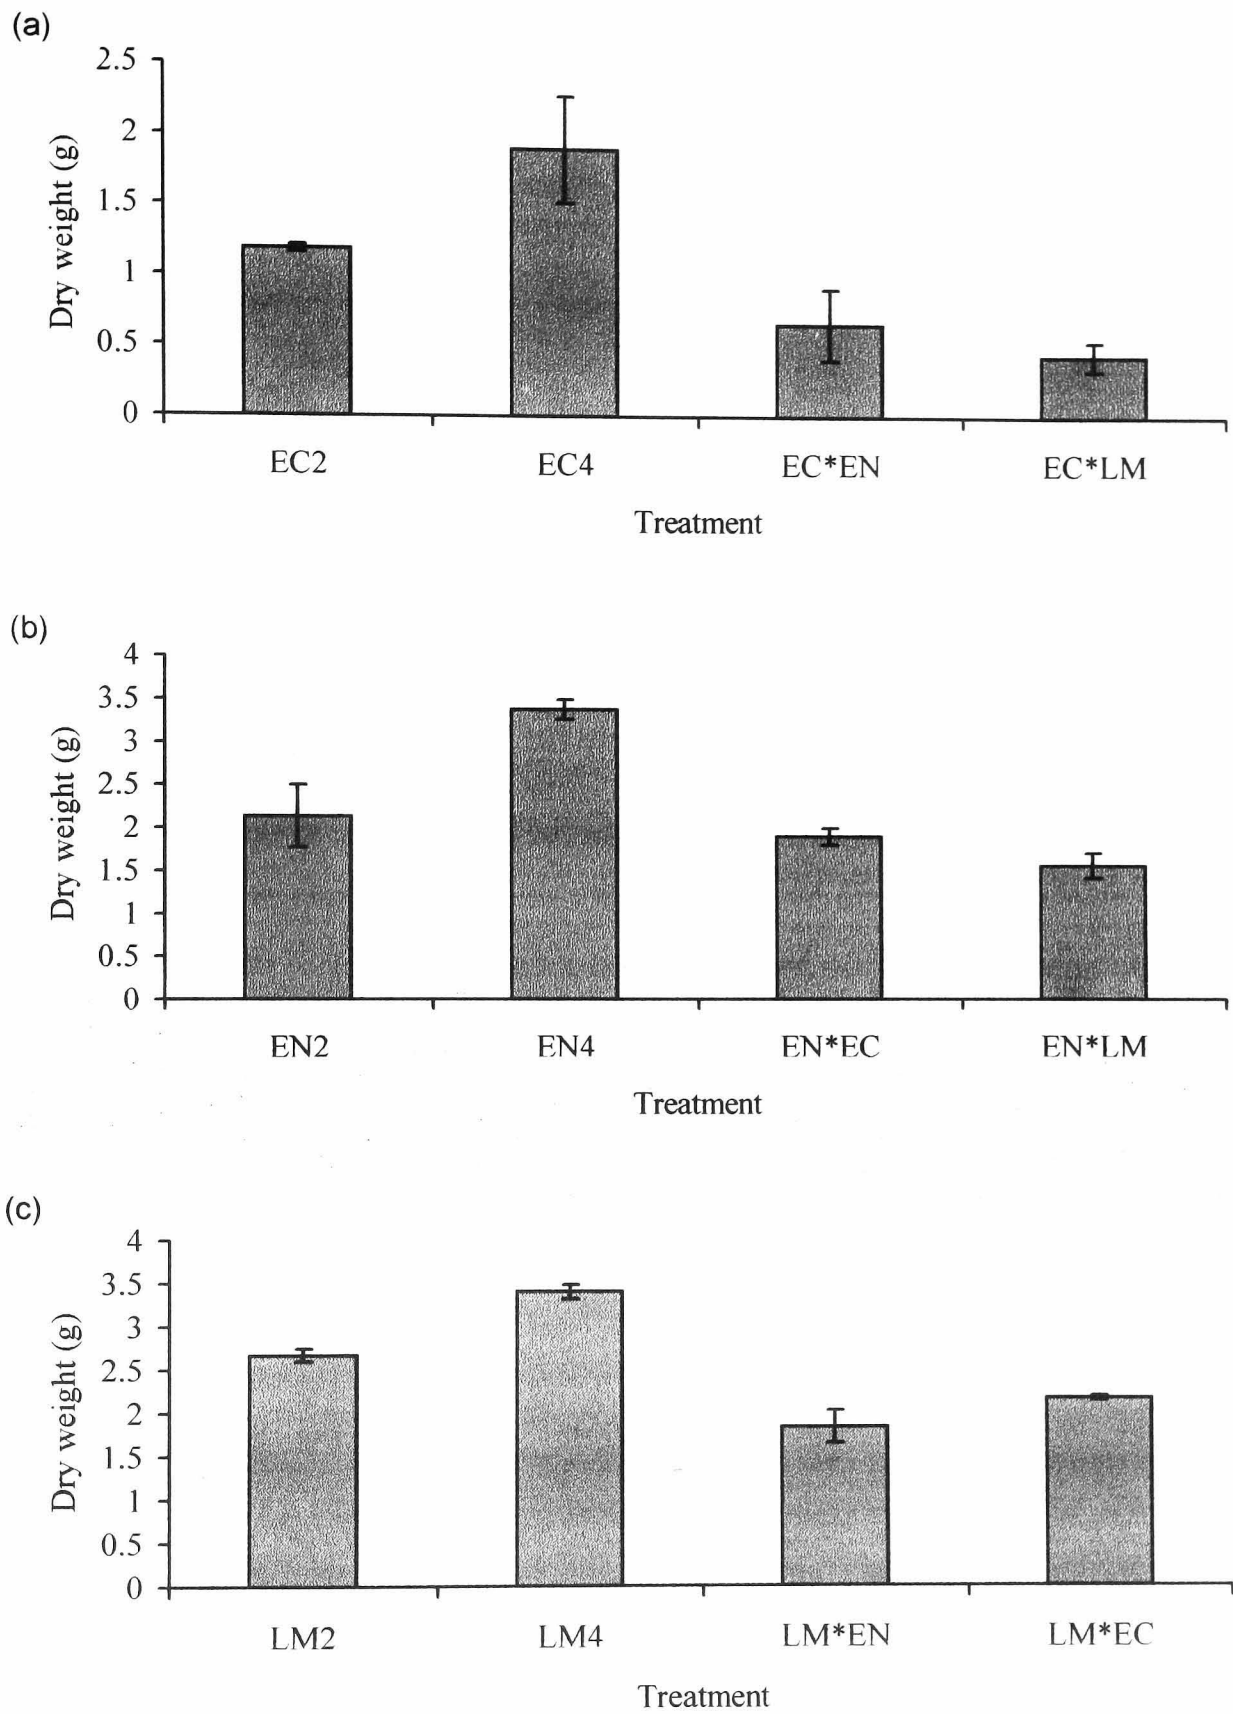 (a)
2.5
2
1.5
1
0.5
0
Dry weight (g)
EC2 EC4 EC*EN EC*LM
Treatment
(b)
4
3.5
3
2.5
2
1.5
1
0.5
0
Dry weight (g)
EN2 EN4 EN*EC EN*LM
Treatment
(c)
4
3.5
3
2.5
2
1.5
1
0.5
0
Dry weight (g)
LM2 LM4 LM*EN LM*EC
Treatment